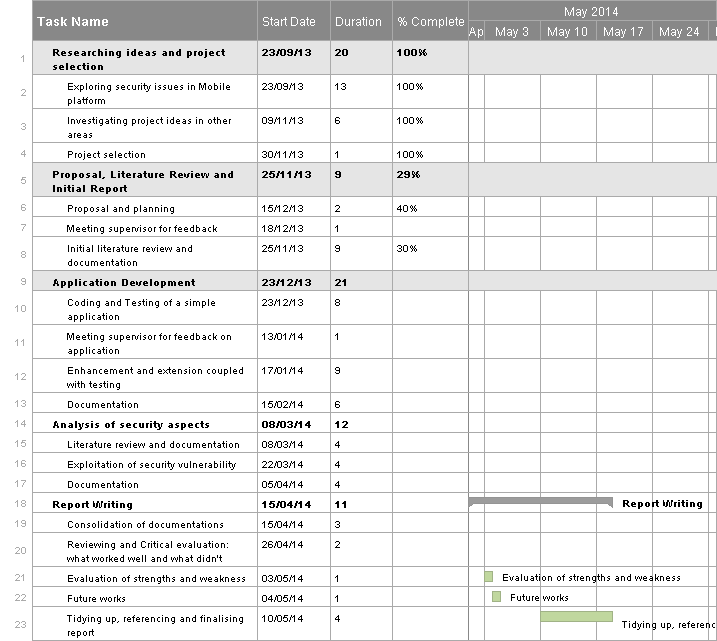 Task Name Start Date Duration % Complete May 2014
Ap May 3 May 10 May 17 May 24
1 Researching ideas and project 23/09/13 20 100%
selection
2 Exploring security issues in Mobile 23/09/13 13 100%
platform
3 Investigating project ideas in other 09/11/13 6 100%
areas
4 Project selection 30/11/13 1 100%
5 Proposal, Literature Review and 25/11/13 9 29%
Initial Report
6 Proposal and planning 15/12/13 2 40%
7 Meeting supervisor for feedback 18/12/13 1
8 Initial literature review and 25/11/13 9 30%
documentation
9 Application Development 23/12/13 21
10 Coding and Testing of a simple 23/12/13 8
application
11 Meeting supervisor for feedback on 13/01/14 1
application
12 Enhancement and extension coupled 17/01/14 9
with testing
13 Documentation 15/02/14 6
14 Analysis of security aspects 08/03/14 12
15 Literature review and documentation 08/03/14 4
16 Exploitation of security vulnerability 22/03/14 4
17 Documentation 05/04/14 4
18 Report Writing 15/04/14 11 Report Writing
19 Consolidation of documentations 15/04/14 3
20 Reviewing and Critical evaluation: 26/04/14 2
what worked well and what didn't
21 Evaluation of strengths and weakness 03/05/14 1 Evaluation of strengths and weakness
22 Future works 04/05/14 1 Future works
23 Tidying up, referencing and finalising 10/05/14 4 Tidying up, referenc
report